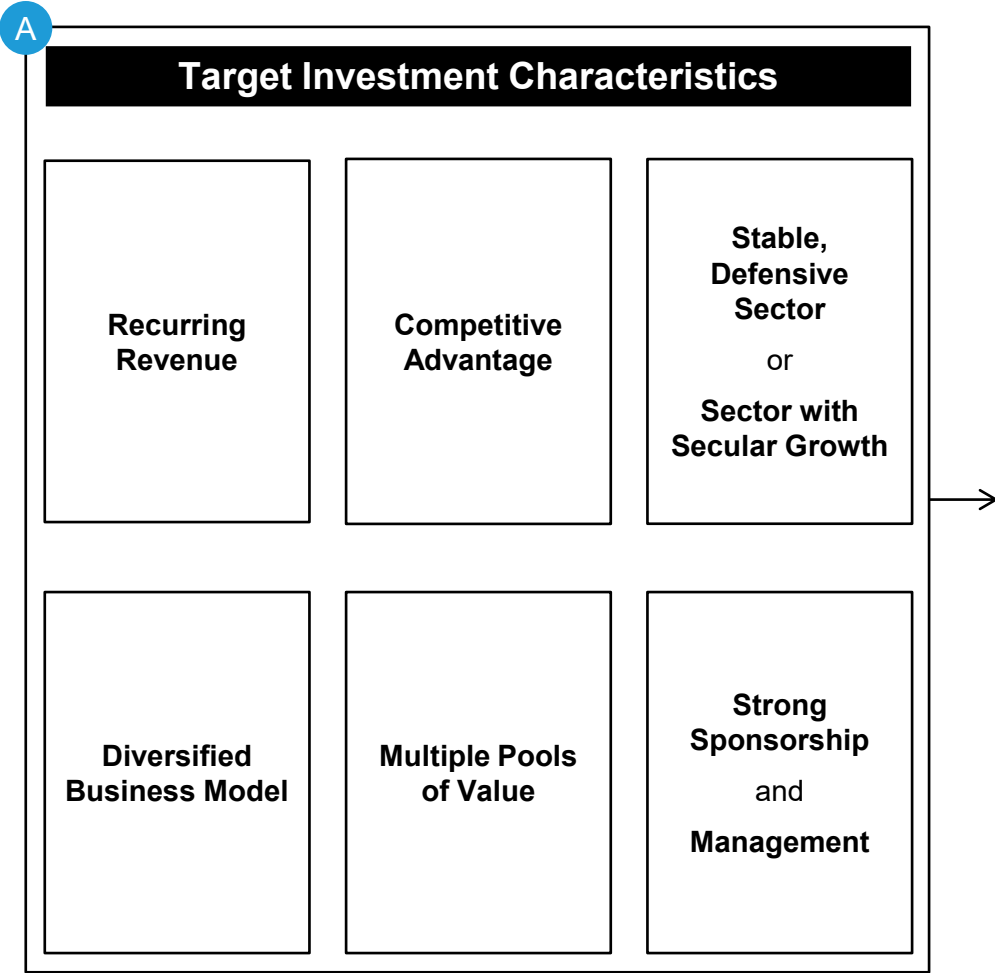 A
Target Investment Characteristics
Recurring
Revenue
Competitive
Advantage
Stable,
Defensive
Sector
or
Sector with
Secular Growth
Diversified
Business Model
Multiple Pools
of Value
Strong
Sponsorship
and
Management